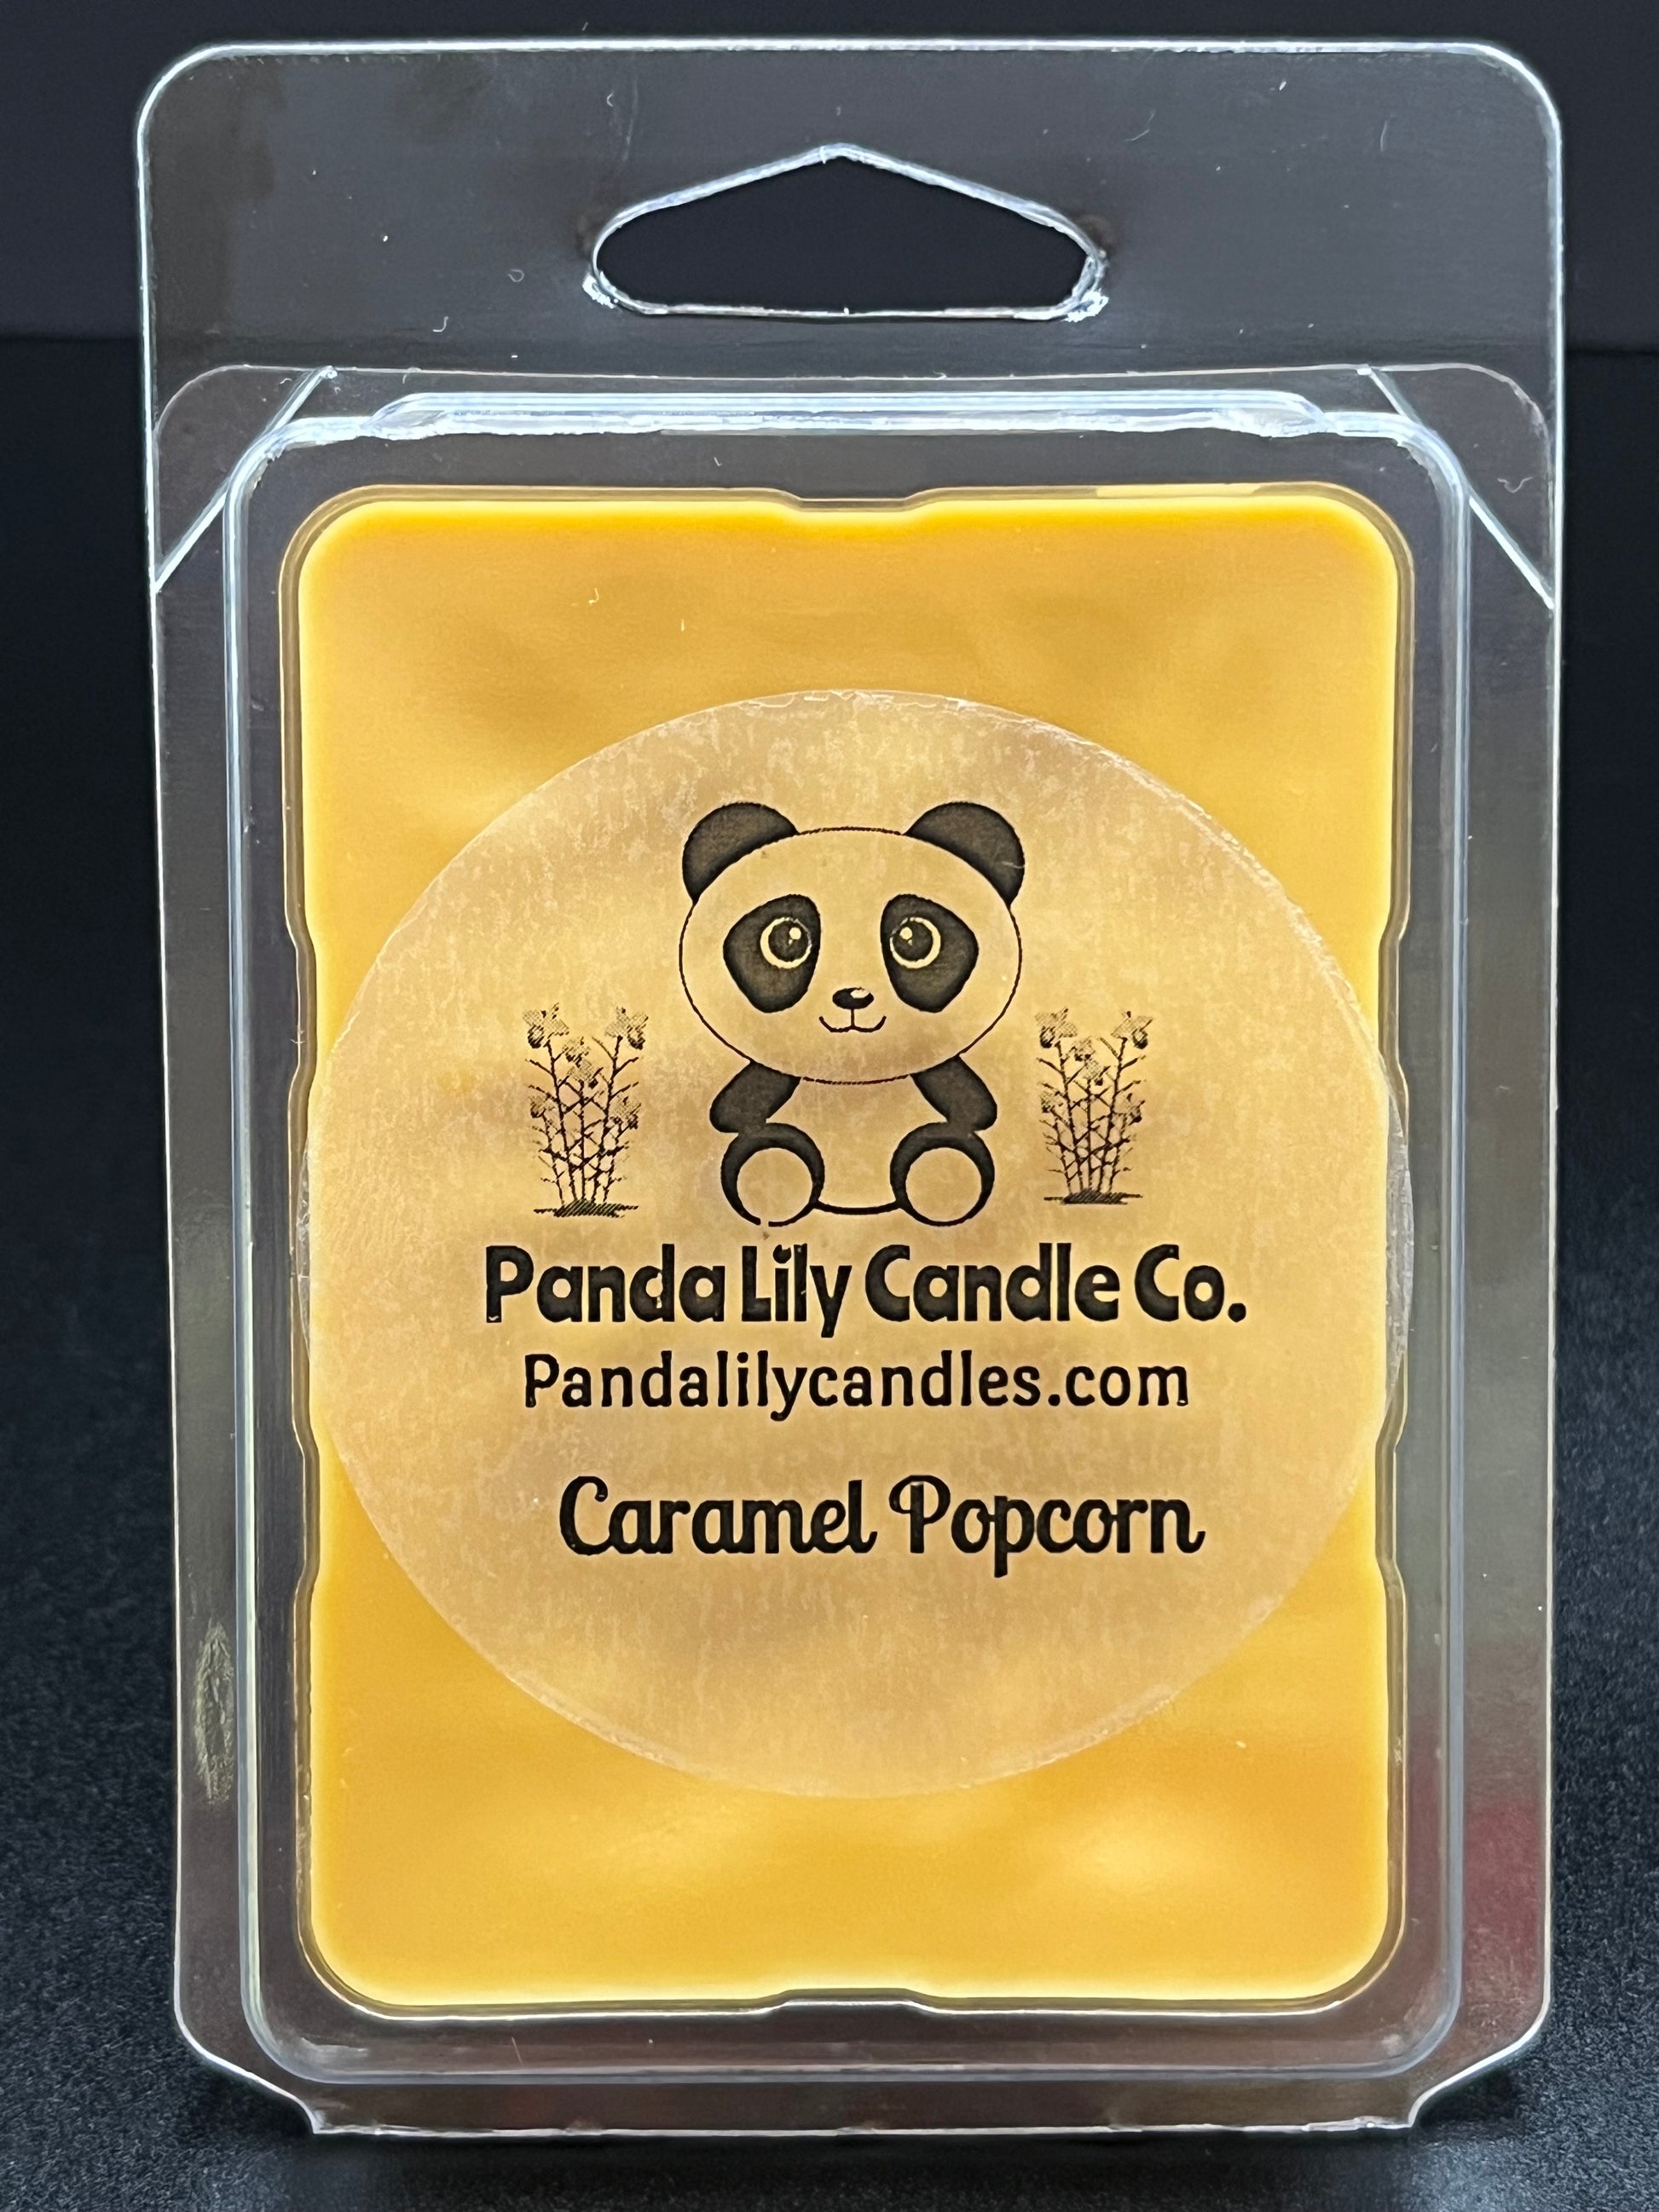 Panda Lily Candle Co.
Pandalilycandles.com
Caramel Popcorn